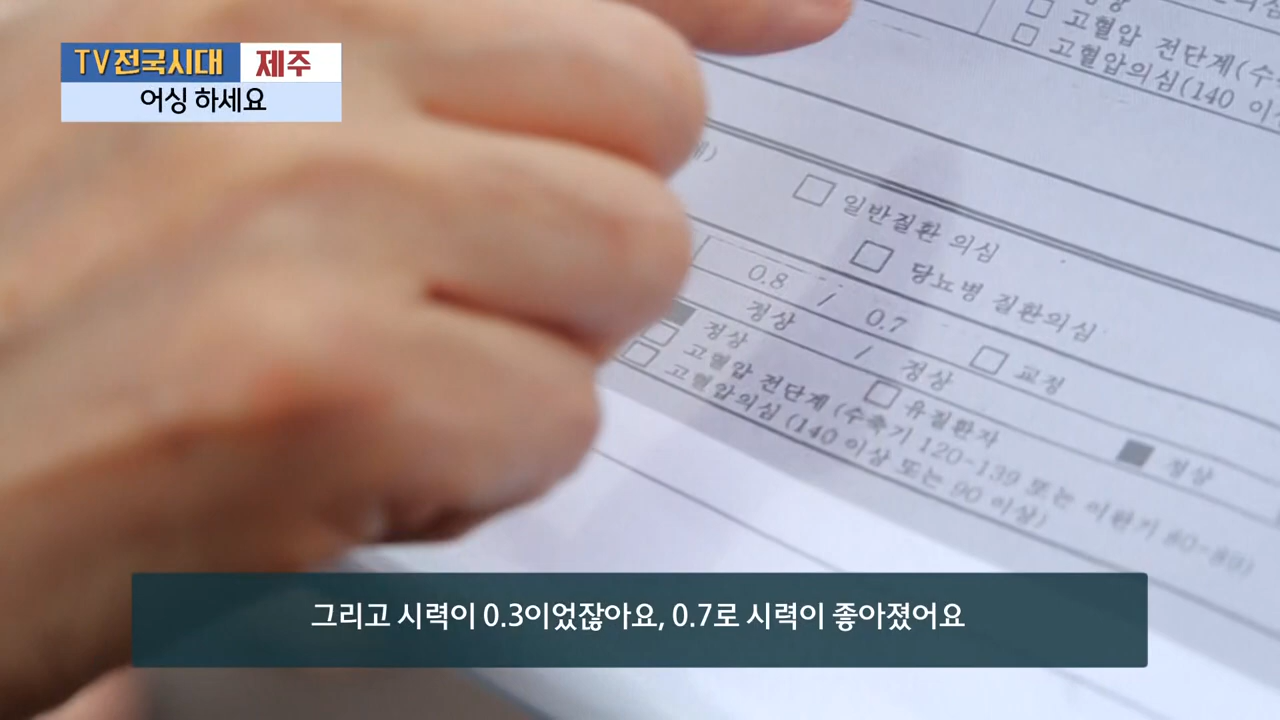 TV전국시대 제주
어싱 하세요
고혈압 전단계(수
고혈압의심(140 이상
일반질환 의심
당뇨병 질환의심
0.8 / 0.7
교정
정상 / 정상
유질환자
정상
정상
고혈압 전단계 (수축기 120-139 또는 이완기 80-89)
고혈압의심 (140 이상 또는 90 이상)
그리고 시력이 0.3이었잖아요, 0.7로 시력이 좋아졌어요